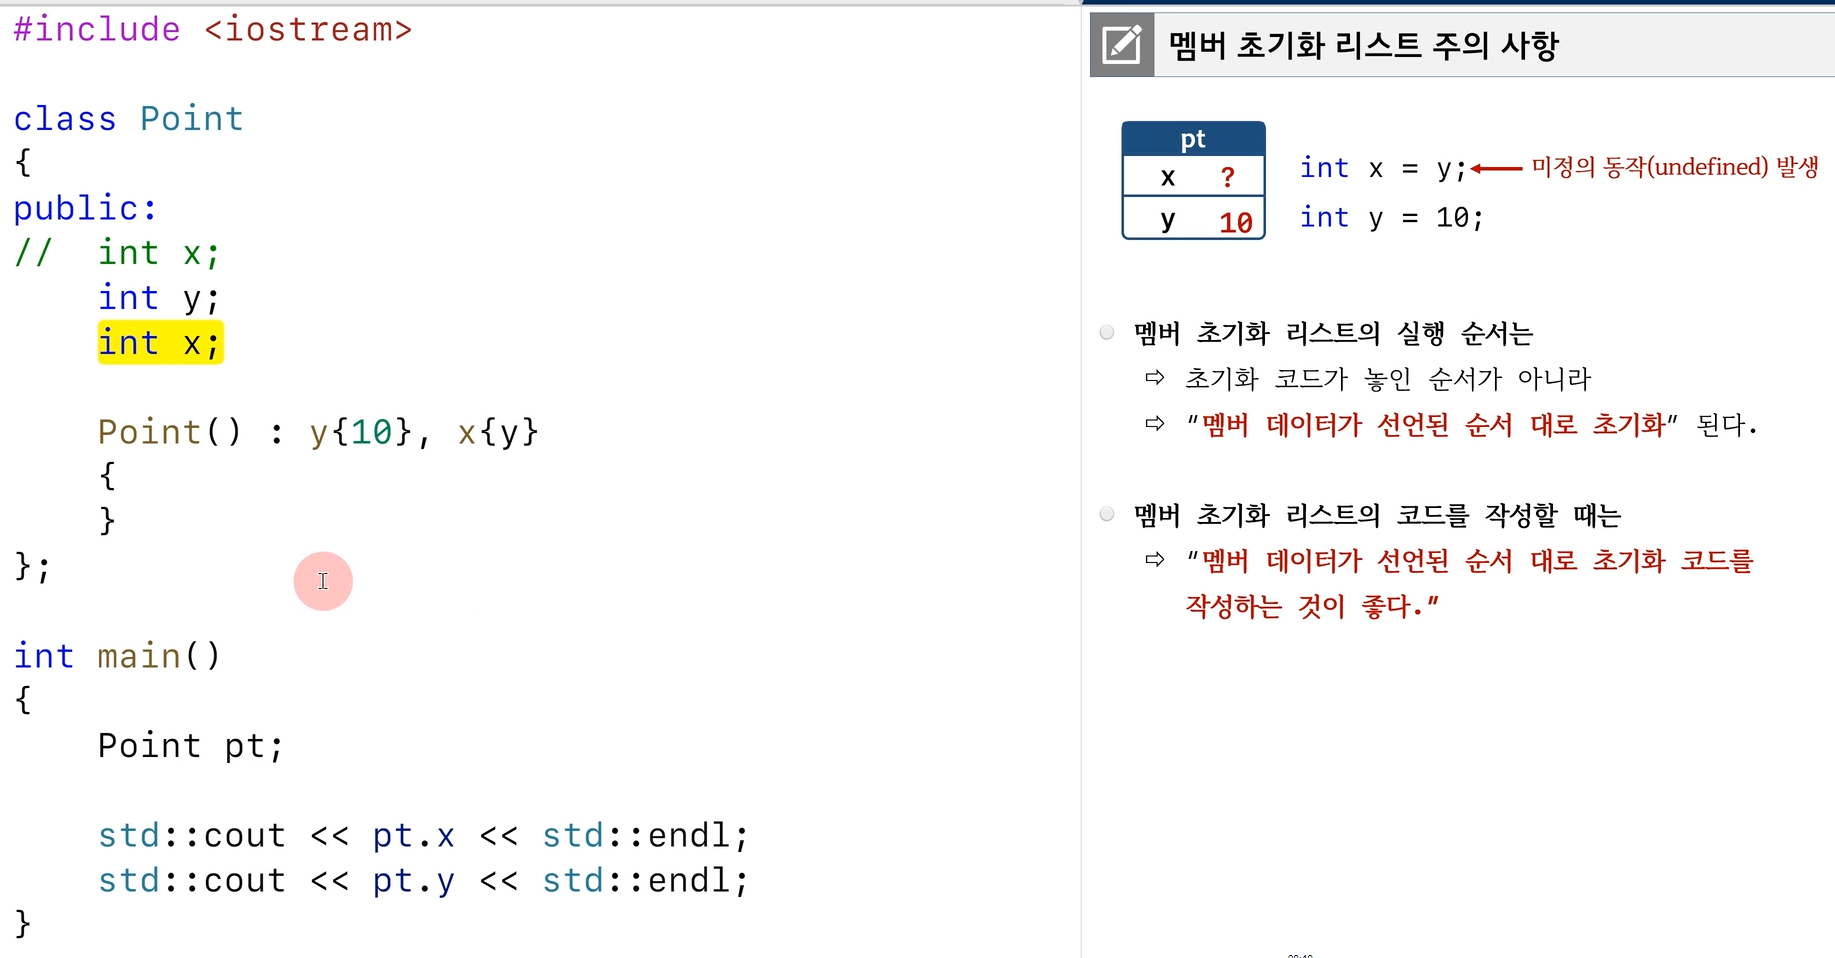 #include <iostream>
class Point
{
public:
//  int x;
    int y;
    int x;
    Point() : y{10}, x{y}
    {
    }
};
int main()
{
    Point pt;
    std::cout << pt.x << std::endl;
    std::cout << pt.y << std::endl;
}
멤버 초기화 리스트 주의 사항
pt
x ?
y 10
int x = y; 미정의 동작(undefined) 발생
int y = 10;
멤버 초기화 리스트의 실행 순서는
⇨ 초기화 코드가 놓인 순서가 아니라
⇨ "멤버 데이터가 선언된 순서 대로 초기화" 된다.
멤버 초기화 리스트의 코드를 작성할 때는
⇨ "멤버 데이터가 선언된 순서 대로 초기화 코드를
작성하는 것이 좋다."